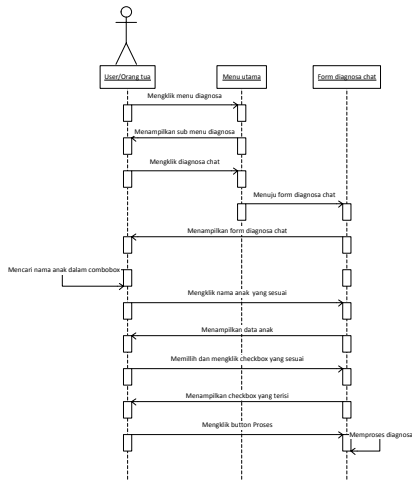 User/Orang tua
Menu utama
Form diagnosa chat
Mengklik menu diagnosa
Menampilkan sub menu diagnosa
Mengklik diagnosa chat
Menuju form diagnosa chat
Menampilkan form diagnosa chat
Mencari nama anak dalam combobox
Mengklik nama anak yang sesuai
Menampilkan data anak
Memillih dan mengklik checkbox yang sesuai
Menampilkan checkbox yang terisi
Mengklik button Proses
Memproses diagnosa